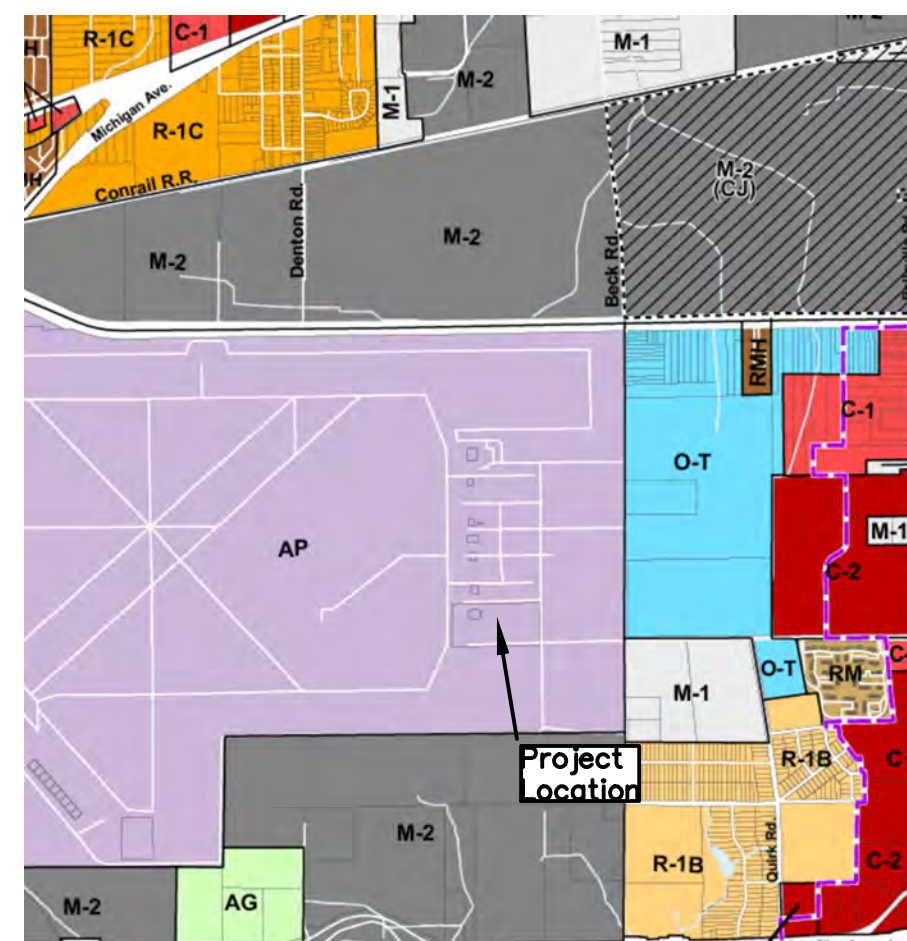 R-1C
C-1
M-1
M-2
Michigan Ave.
R-1C
M-1
M-2
Conrail R.R.
M-2
(CJ)
Denton Rd.
M-2
M-2
Beck Rd.
RMH
C-1
O-T
M-1
AP
C-2
O-T
RM
M-1
Project
Location
R-1B
M-2
R-1B
Quirk Rd.
C-2
AG
M-2